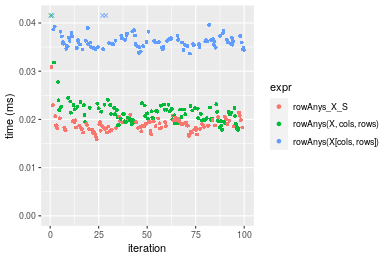 0.04
0.03
0.02
0.01
0.00
time (ms)
0
25
50
75
100
iteration
expr
rowAnys_X_S
rowAnys(X, cols, rows)
rowAnys(X[cols, rows])